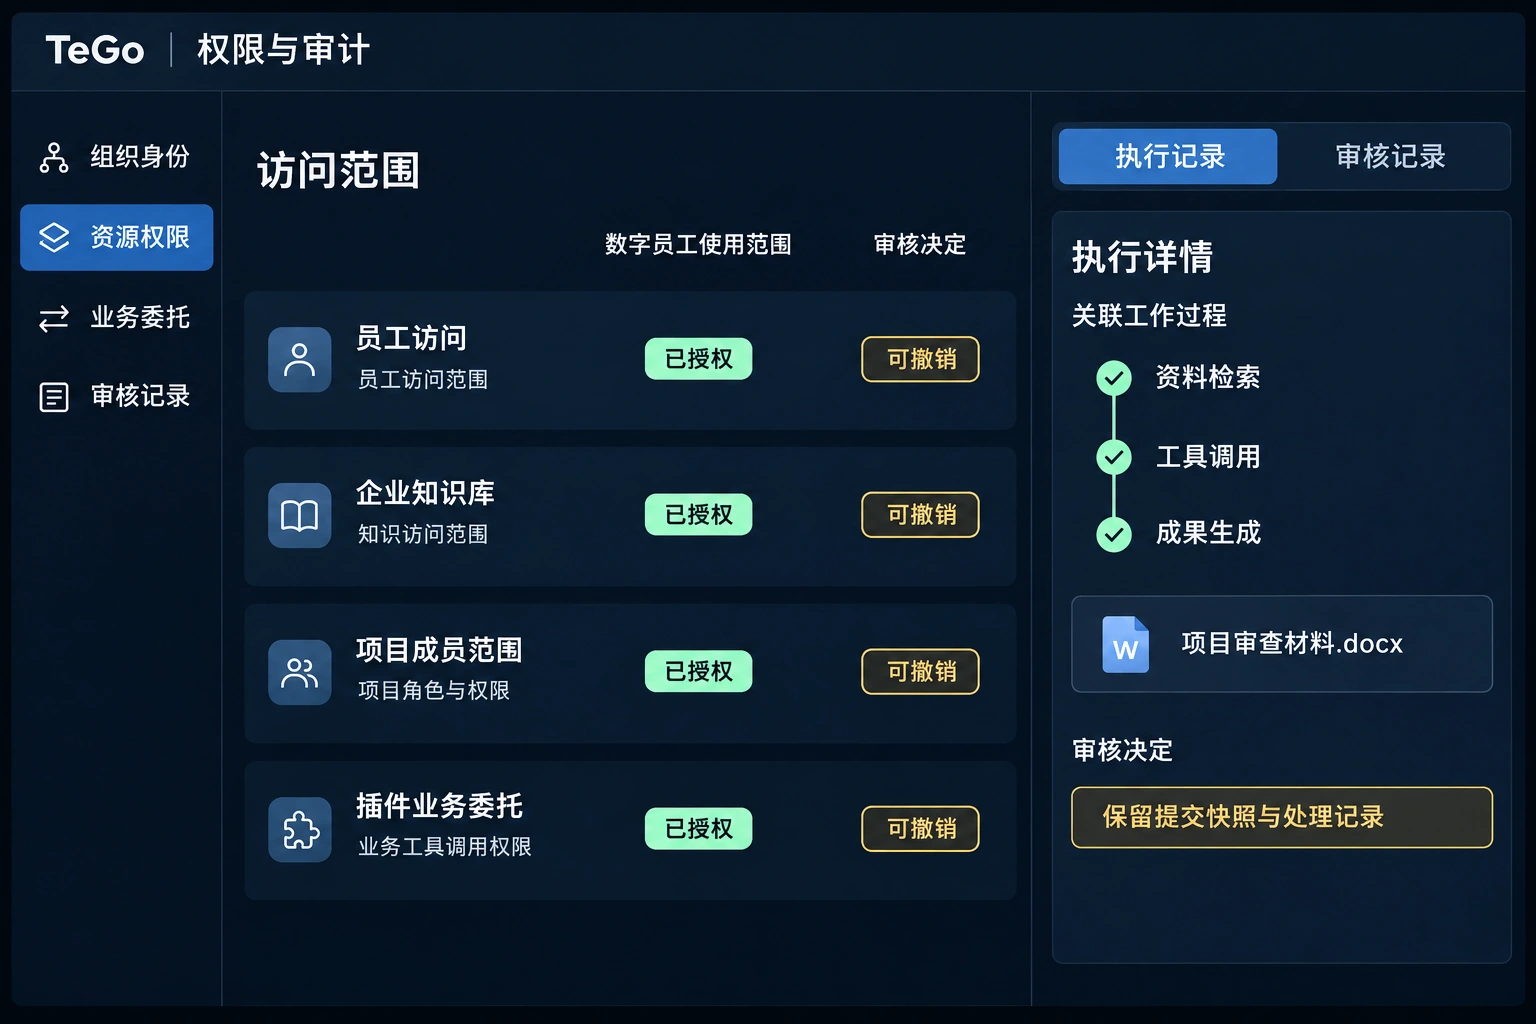 TeGo | 权限与审计
组织身份
资源权限
业务委托
审核记录
访问范围
数字员工使用范围 审核决定
员工访问
员工访问范围
已授权 可撤销
企业知识库
知识访问范围
已授权 可撤销
项目成员范围
项目角色与权限
已授权 可撤销
插件业务委托
业务工具调用权限
已授权 可撤销
执行记录 审核记录
执行详情
关联工作过程
资料检索
工具调用
成果生成
W 项目审查材料.docx
审核决定
保留提交快照与处理记录